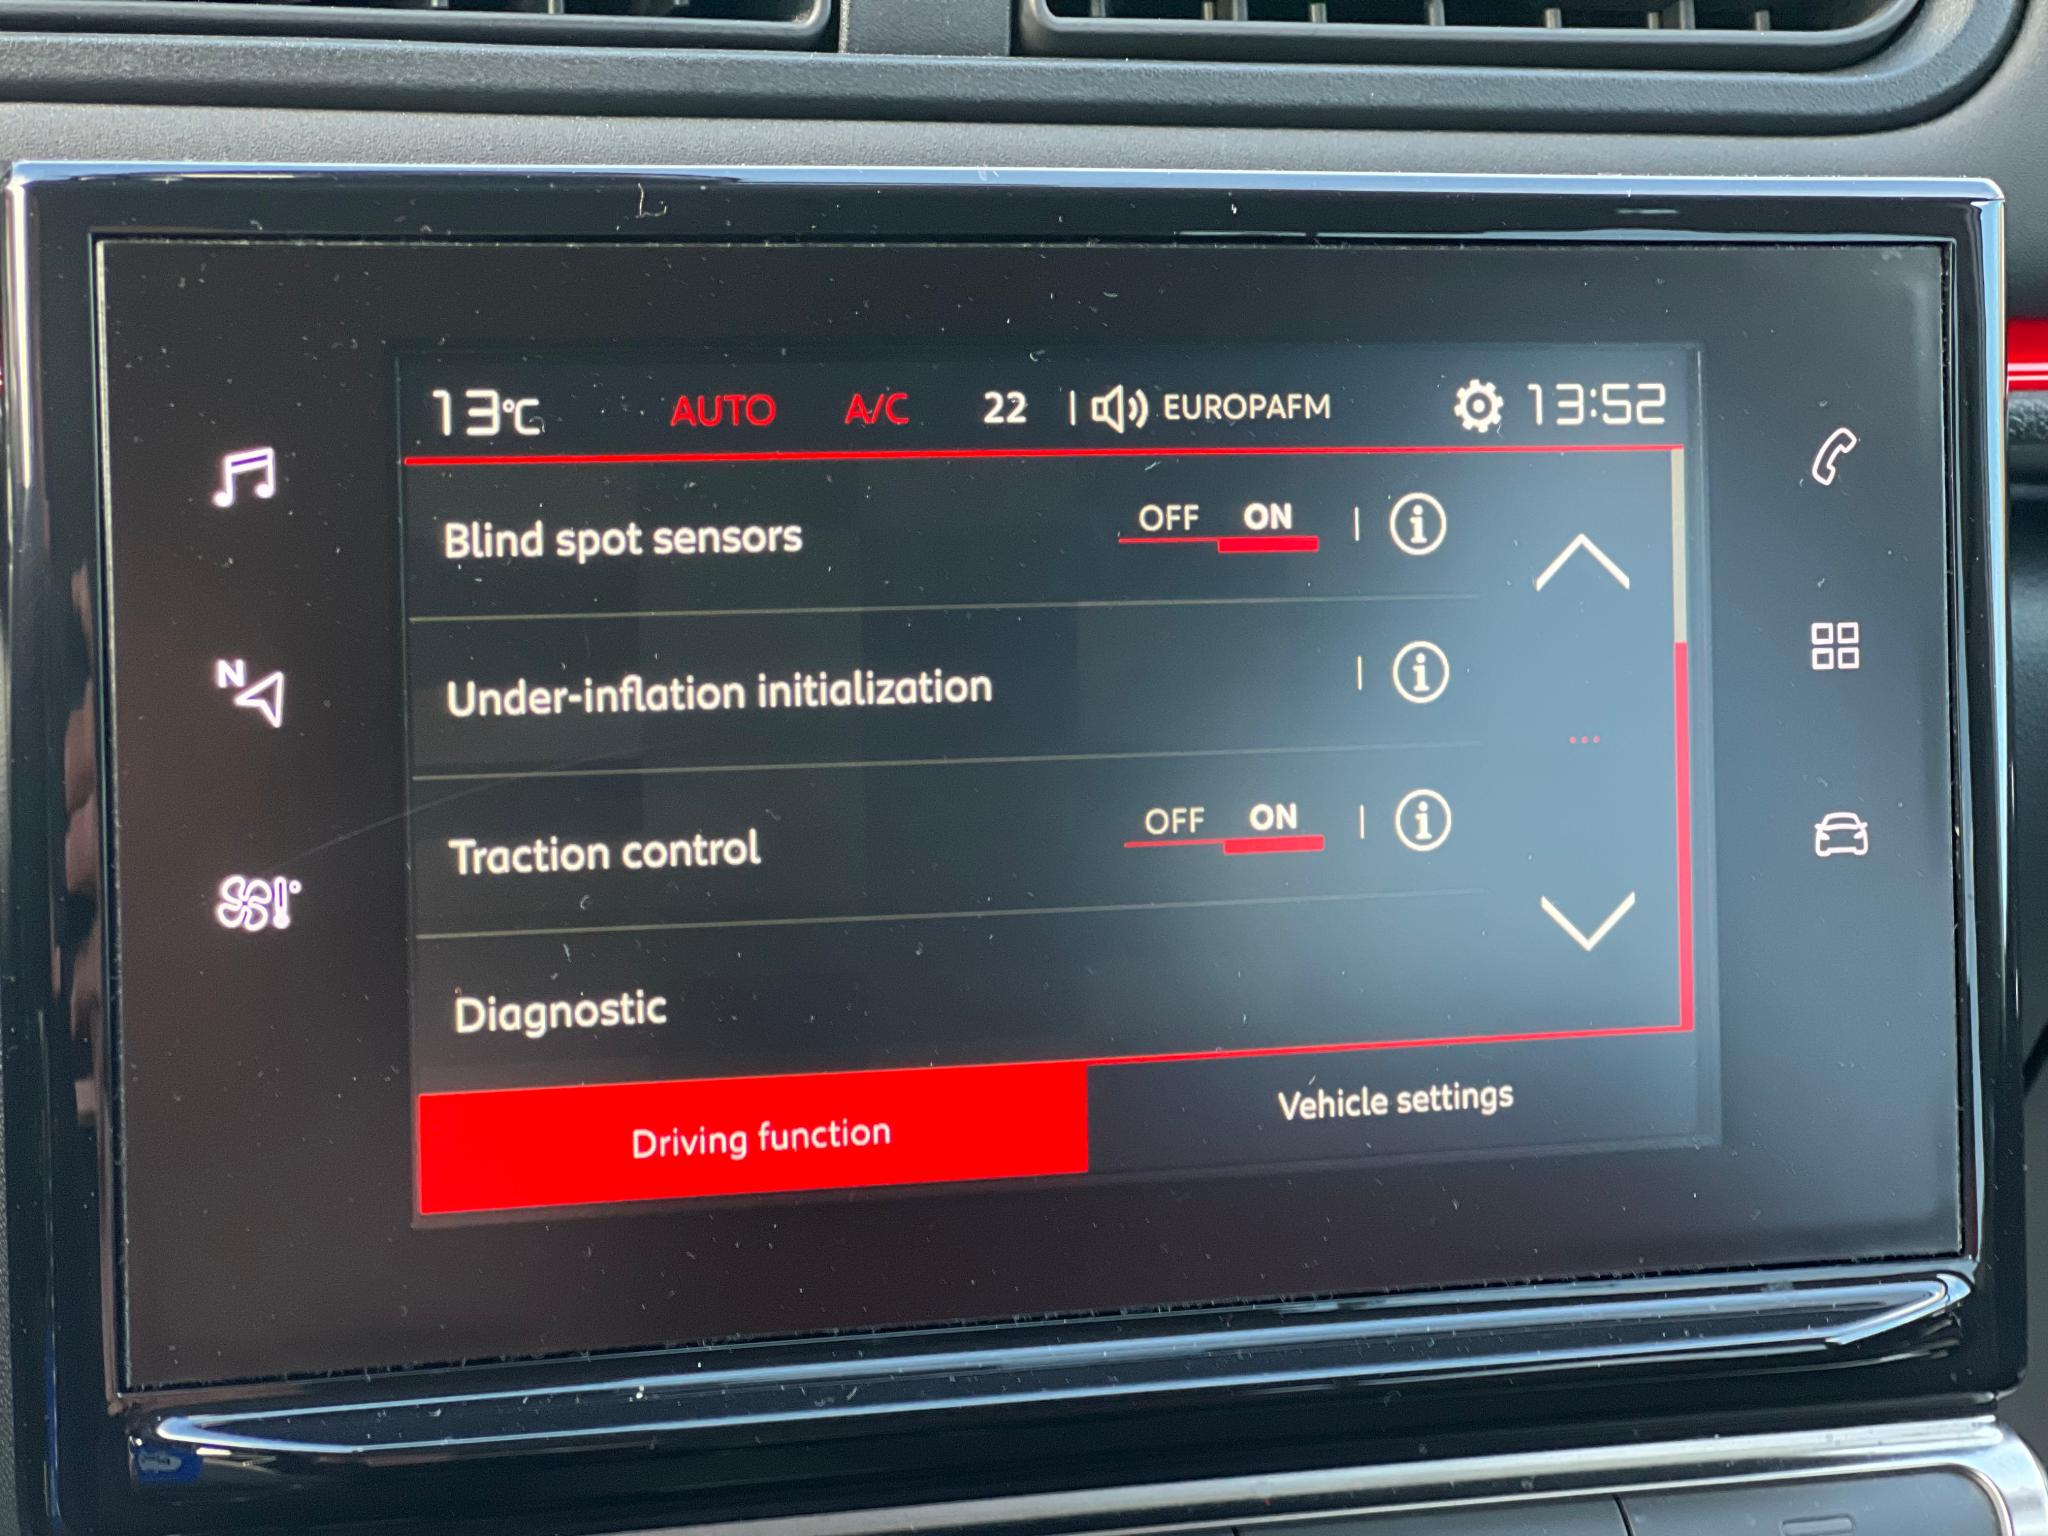 13°C AUTO A/C 22 EUROPAFM 13:52
Blind spot sensors OFF ON
N
Under-inflation initialization
Traction control OFF ON
Diagnostic
Driving function Vehicle settings